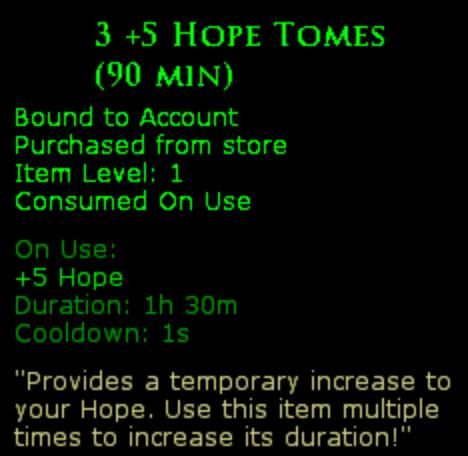 3 +5 Hope Tomes
(90 min)
Bound to Account
Purchased from store
Item Level: 1
Consumed On Use
On Use:
+5 Hope
Duration: 1h 30m
Cooldown: 1s
"Provides a temporary increase to
your Hope. Use this item multiple
times to increase its duration!"